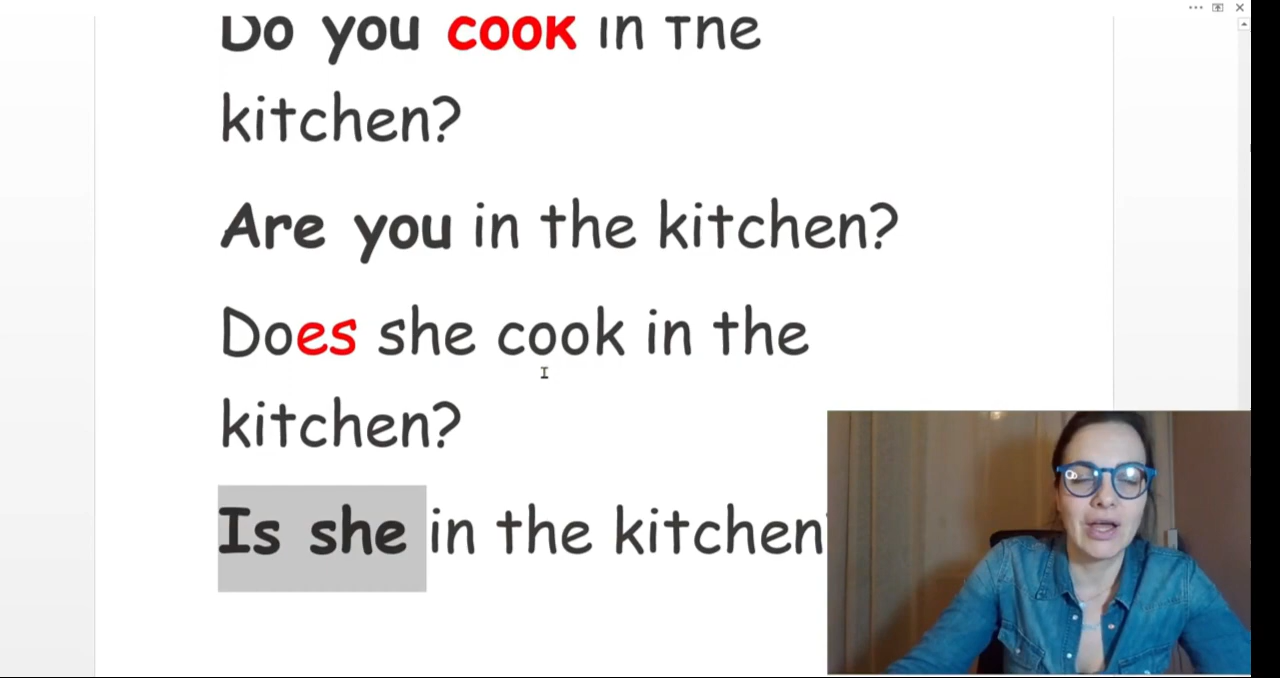 Do you cook in the
kitchen?
Are you in the kitchen?
Does she cook in the
kitchen?
Is she in the kitchen